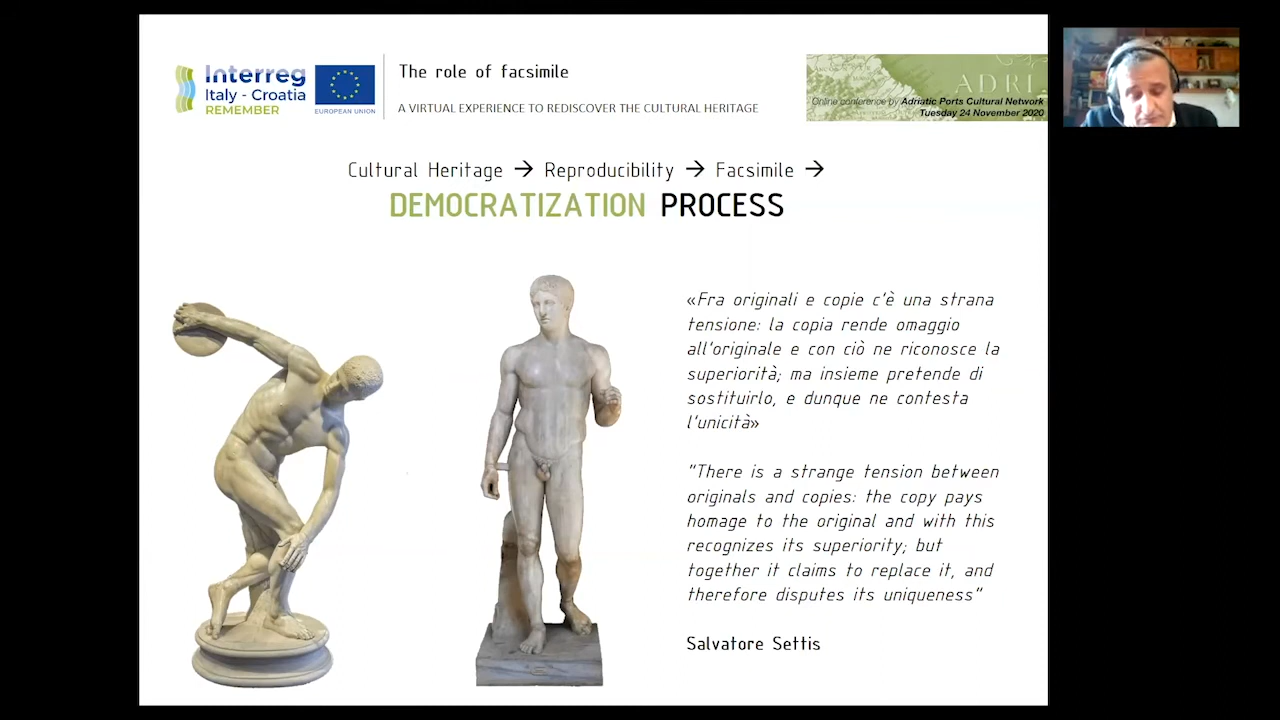 Interreg
Italy - Croatia
REMEMBER
EUROPEAN UNION
The role of facsimile
A VIRTUAL EXPERIENCE TO REDISCOVER THE CULTURAL HERITAGE
ADRI
Online conference by Adriatic Ports Cultural Network
Tuesday 24 November 2020
Cultural Heritage → Reproducibility → Facsimile →
DEMOCRATIZATION PROCESS
«Fra originali e copie c'è una strana
tensione: la copia rende omaggio
all'originale e con ciò ne riconosce la
superiorità; ma insieme pretende di
sostituirlo, e dunque ne contesta
l'unicità»
"There is a strange tension between
originals and copies: the copy pays
homage to the original and with this
recognizes its superiority; but
together it claims to replace it, and
therefore disputes its uniqueness"
Salvatore Settis